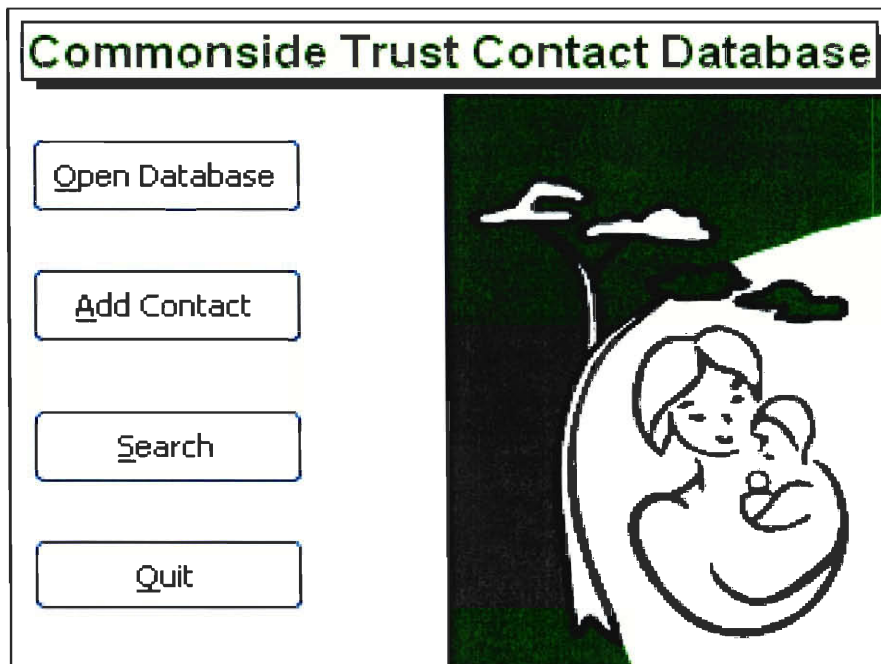 Commonside Trust Contact Database
Open Database
Add Contact
Search
Quit